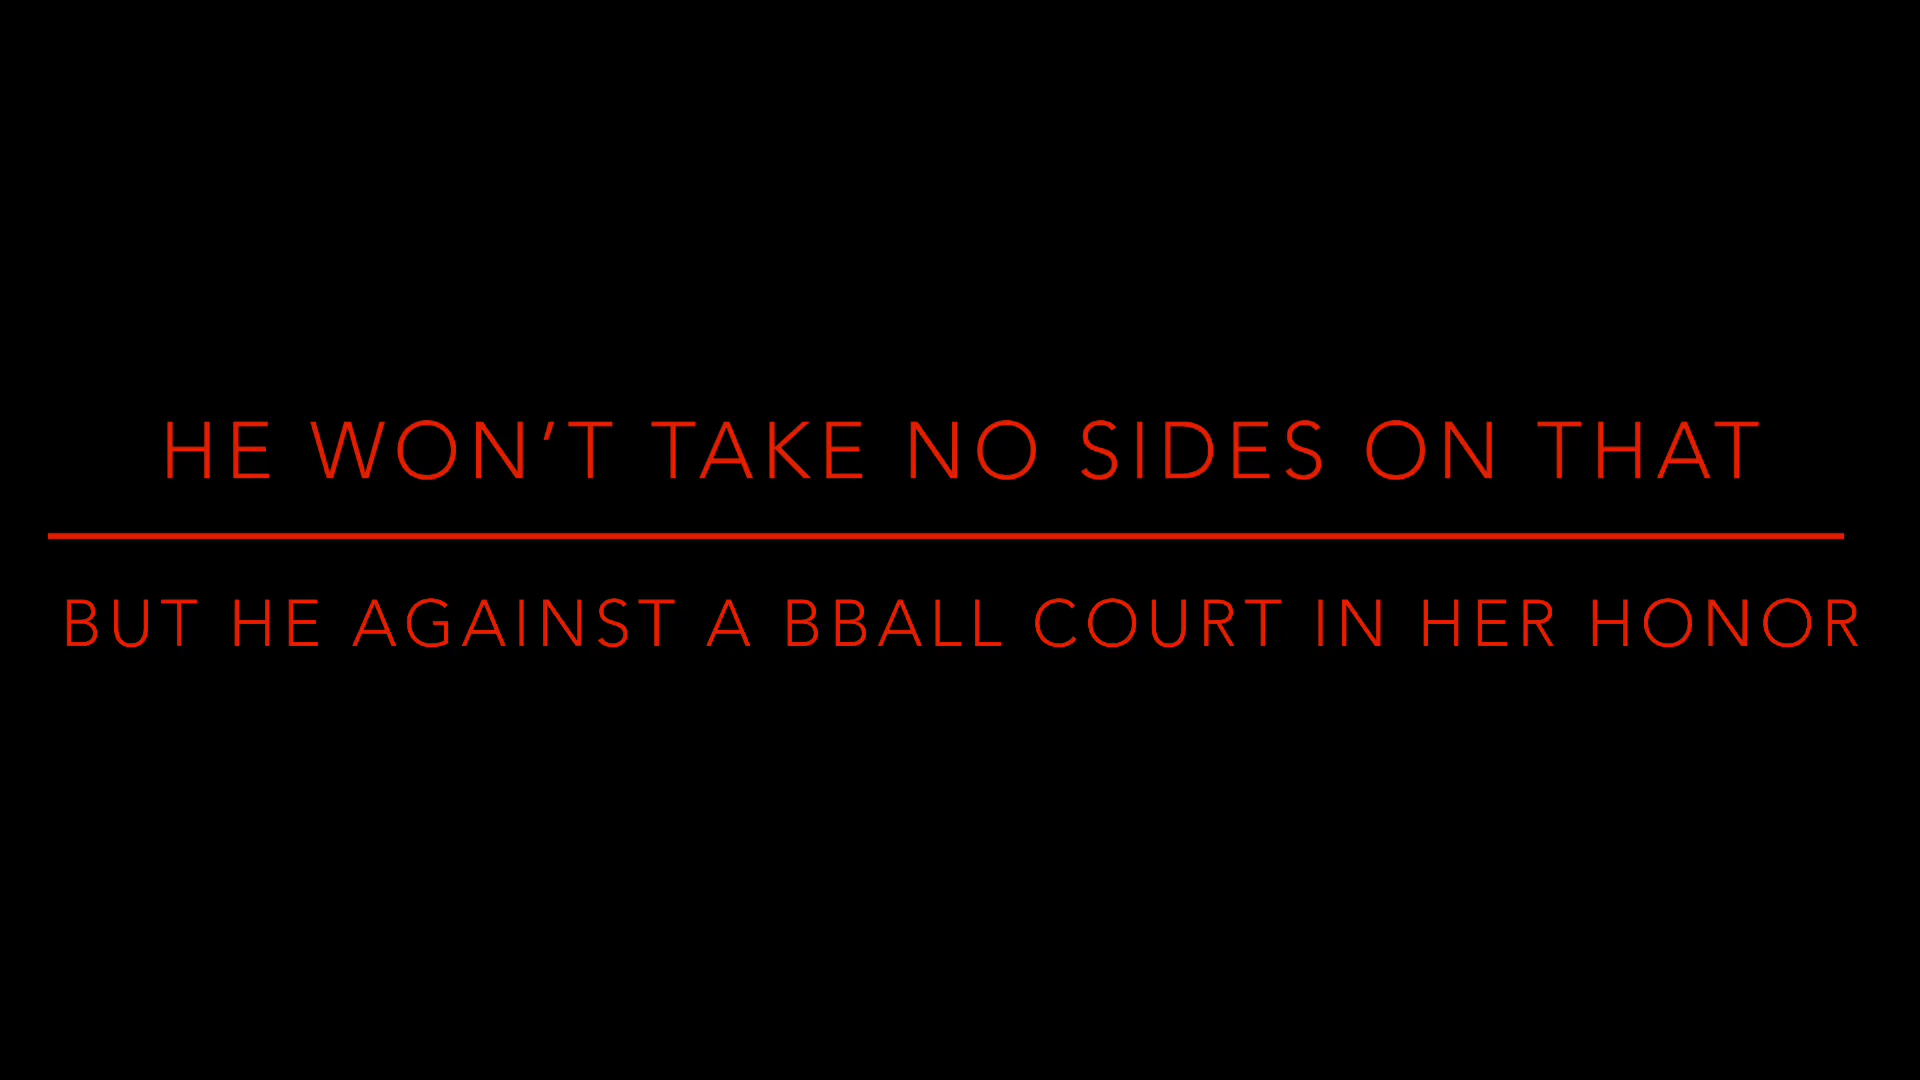 HE WON’T TAKE NO SIDES ON THAT
BUT HE AGAINST A BBALL COURT IN HER HONOR